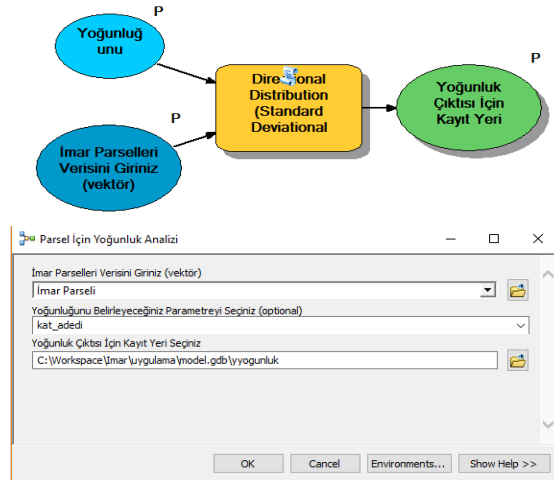 P
Yoğunluğ
unu
P
İmar Parselleri
Verisini Giriniz
(vektör)
Directional
Distribution
(Standard
Deviational
P
Yoğunluk
Çıktısı İçin
Kayıt Yeri
Parsel İçin Yoğunluk Analizi
İmar Parselleri Verisini Giriniz (vektör)
İmar Parseli
Yoğunluğunu Belirleyeceğiniz Parametreyi Seçiniz (optional)
kat_adedi
Yoğunluk Çıktısı İçin Kayıt Yeri Seçiniz
C:\Workspace\Imar\uygulama\model.gdb\yyogunluk
OK
Cancel
Environments...
Show Help >>